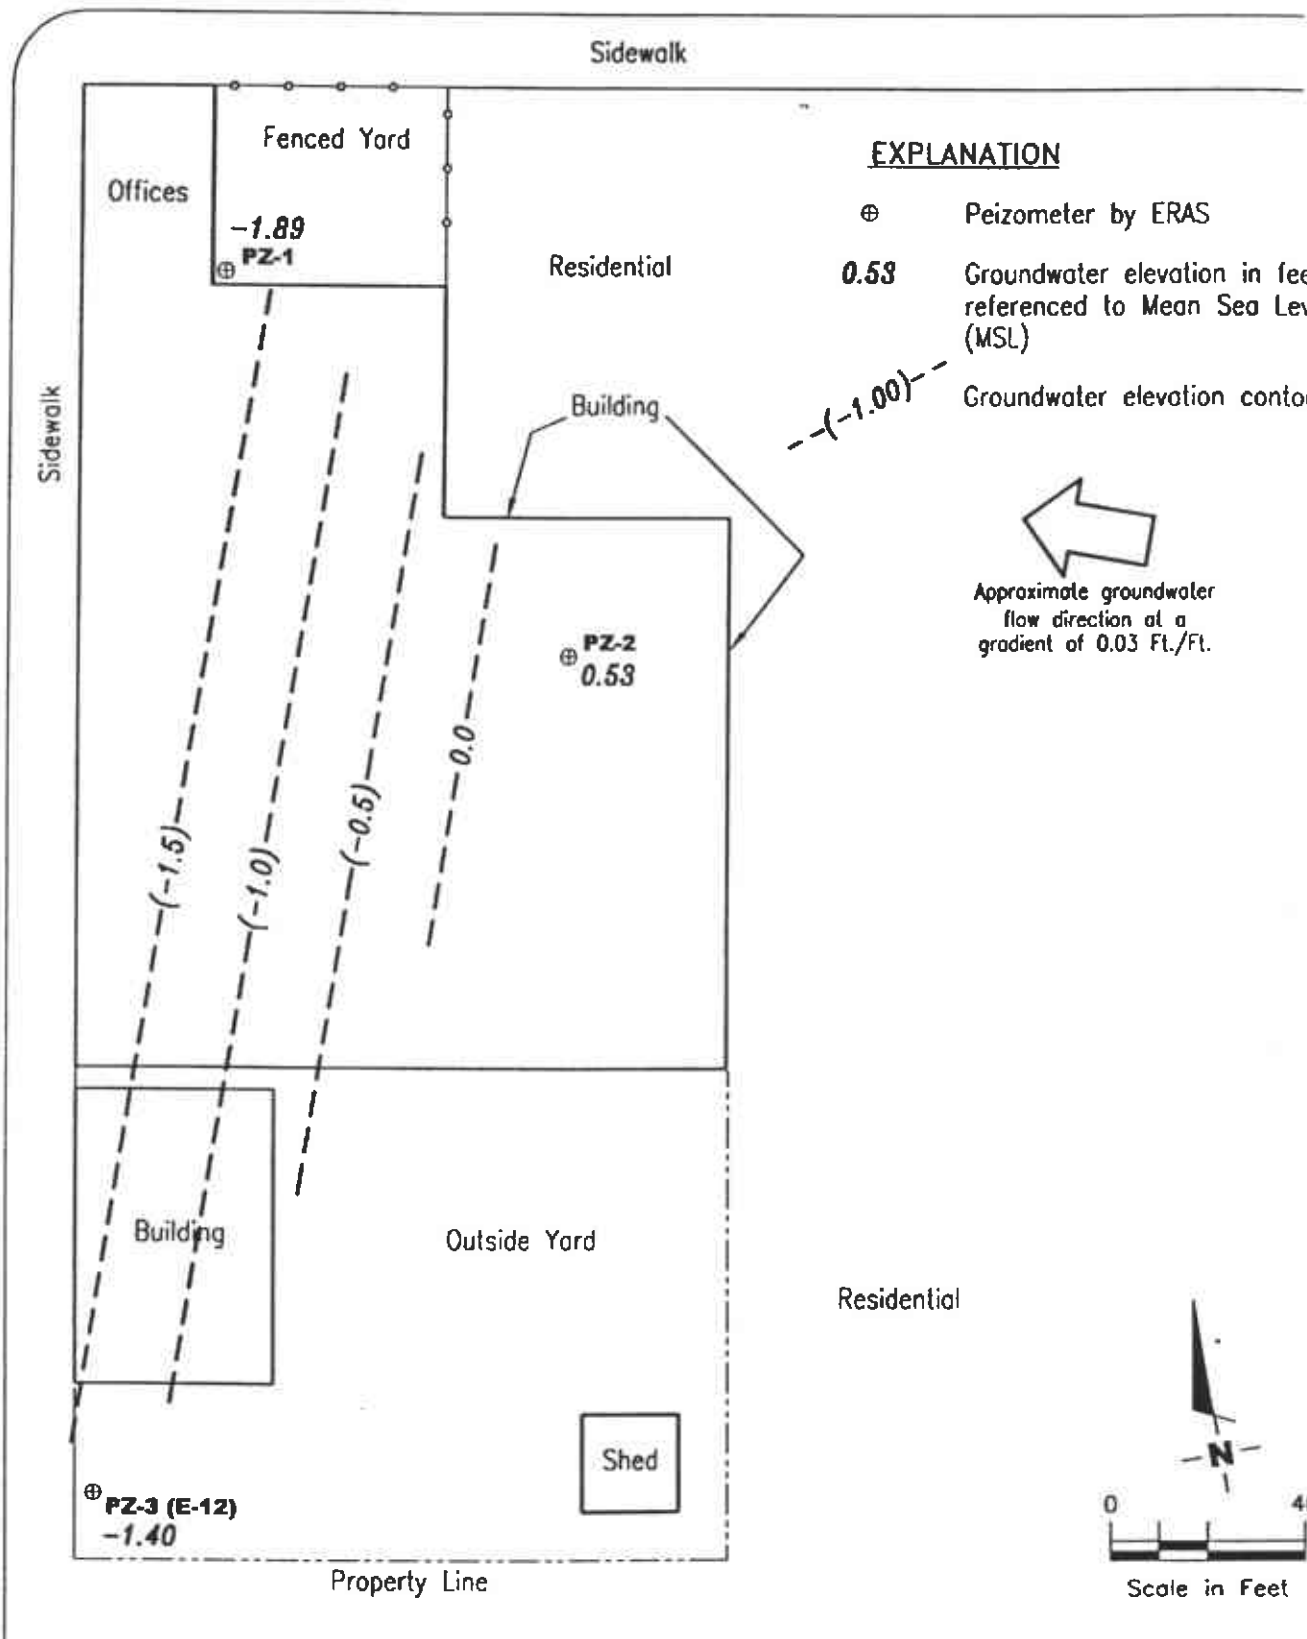 Sidewalk
Fenced Yard
Offices
-1.89
PZ-1
Residential
EXPLANATION
Peizometer by ERAS
0.53
Groundwater elevation in fee
referenced to Mean Sea Lev
(MSL)
(-1.00)
Groundwater elevation conto
Sidewalk
Building
Approximate groundwater
flow direction at a
gradient of 0.03 Ft./Ft.
PZ-2
0.53
(-1.5)
(-1.0)
(-0.5)
0.0
Building
Outside Yard
Residential
Shed
PZ-3 (E-12)
-1.40
Property Line
N
0 4
Scale in Feet